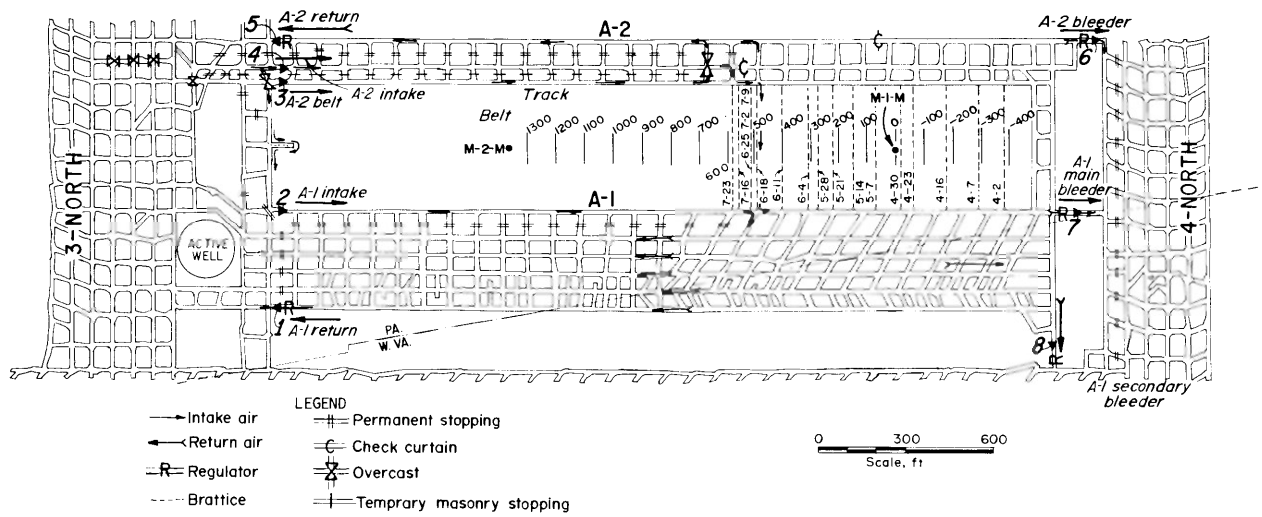 5 A-2 return
A-2
A-2 bleeder
R
4
R
6
C
C
3 A-2 belt
A-2 intake
Track
Belt
M-1-M
1300 1200 1100 1000 900 800 700 600 500 400 300 200 100 0 -100 -200 -300 -400
M-2-M
7-23 7-16 6-25 7-2 7-9 6-18 6-11 6-4 5-28 5-21 5-14 5-7 4-30 4-23 4-16 4-7 4-2
3-NORTH
4-NORTH
2 A-1 intake
A-1
A-1
main
bleeder
R
7
ACTIVE
WELL
R
1 A-1 return
PA.
W. VA.
8
R
A-1 secondary
bleeder
LEGEND
Intake air
Return air
R Regulator
Brattice
Permanent stopping
C Check curtain
Overcast
Temprary masonry stopping
0 300 600
Scale, ft